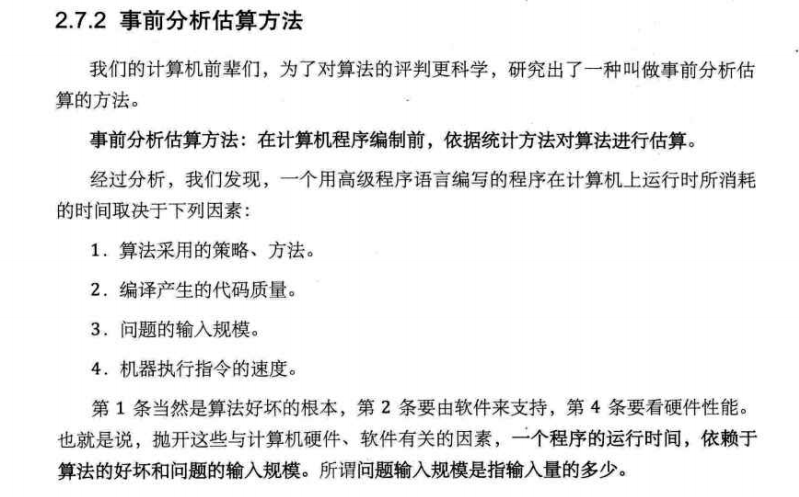 2.7.2 事前分析估算方法
我们的计算机前辈们，为了对算法的评判更科学，研究出了一种叫做事前分析估
算的方法。
事前分析估算方法：在计算机程序编制前，依据统计方法对算法进行估算。
经过分析，我们发现，一个用高级程序语言编写的程序在计算机上运行时所消耗
的时间取决于下列因素：
1．算法采用的策略、方法。
2．编译产生的代码质量。
3．问题的输入规模。
4．机器执行指令的速度。
第 1 条当然是算法好坏的根本，第 2 条要由软件来支持，第 4 条要看硬件性能。
也就是说，抛开这些与计算机硬件、软件有关的因素，一个程序的运行时间，依赖于
算法的好坏和问题的输入规模。所谓问题输入规模是指输入量的多少。